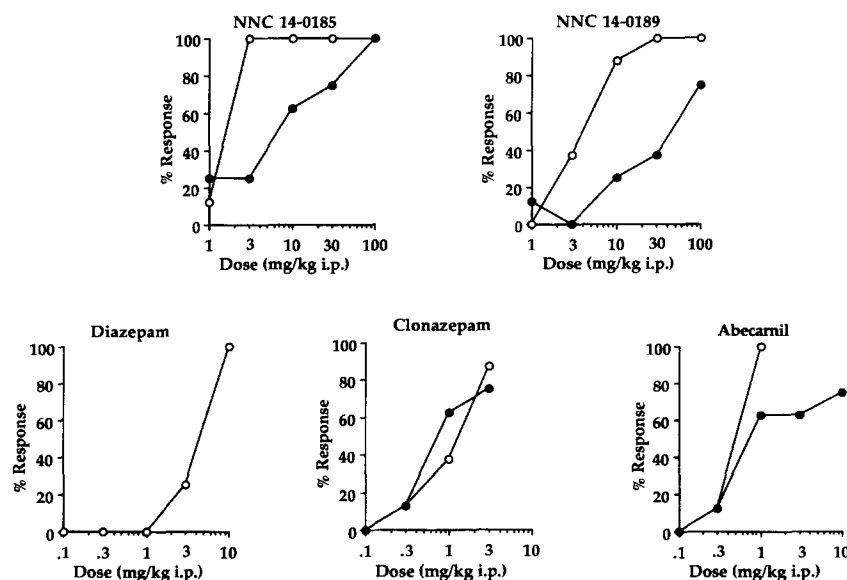 NNC 14-0185
% Response
100
80
60
40
20
0
1 3 10 30 100
Dose (mg/kg i.p.)
NNC 14-0189
% Response
100
80
60
40
20
0
1 3 10 30 100
Dose (mg/kg i.p.)
Diazepam
% Response
100
80
60
40
20
0
.1 .3 1 3 10
Dose (mg/kg i.p.)
Clonazepam
% Response
100
80
60
40
20
0
.1 .3 1 3 10
Dose (mg/kg i.p.)
Abecarnil
% Response
100
80
60
40
20
0
.1 .3 1 3 10
Dose (mg/kg i.p.)